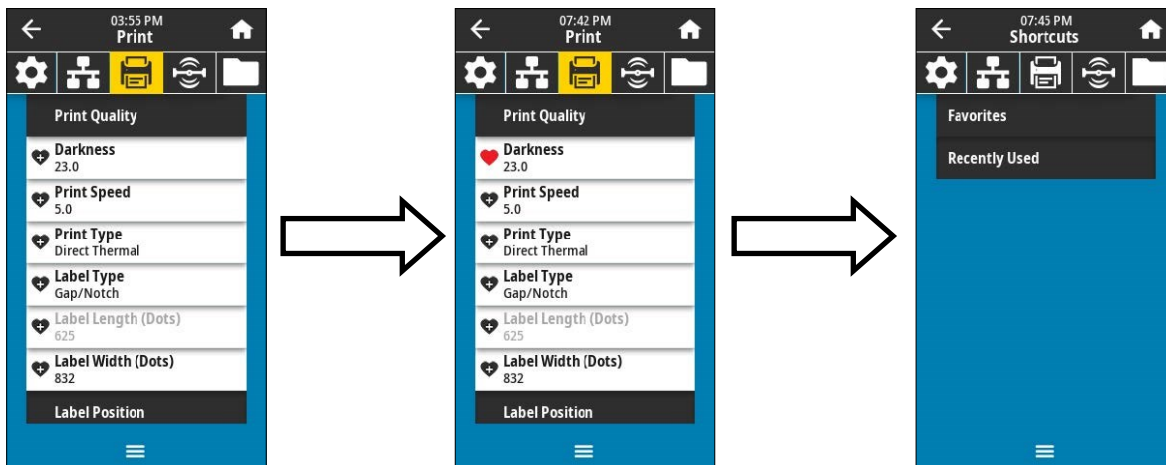 03:55 PM
Print
Print Quality
Darkness
23.0
Print Speed
5.0
Print Type
Direct Thermal
Label Type
Gap/Notch
Label Length (Dots)
625
Label Width (Dots)
832
Label Position
07:42 PM
Print
Print Quality
Darkness
23.0
Print Speed
5.0
Print Type
Direct Thermal
Label Type
Gap/Notch
Label Length (Dots)
625
Label Width (Dots)
832
Label Position
07:45 PM
Shortcuts
Favorites
Recently Used